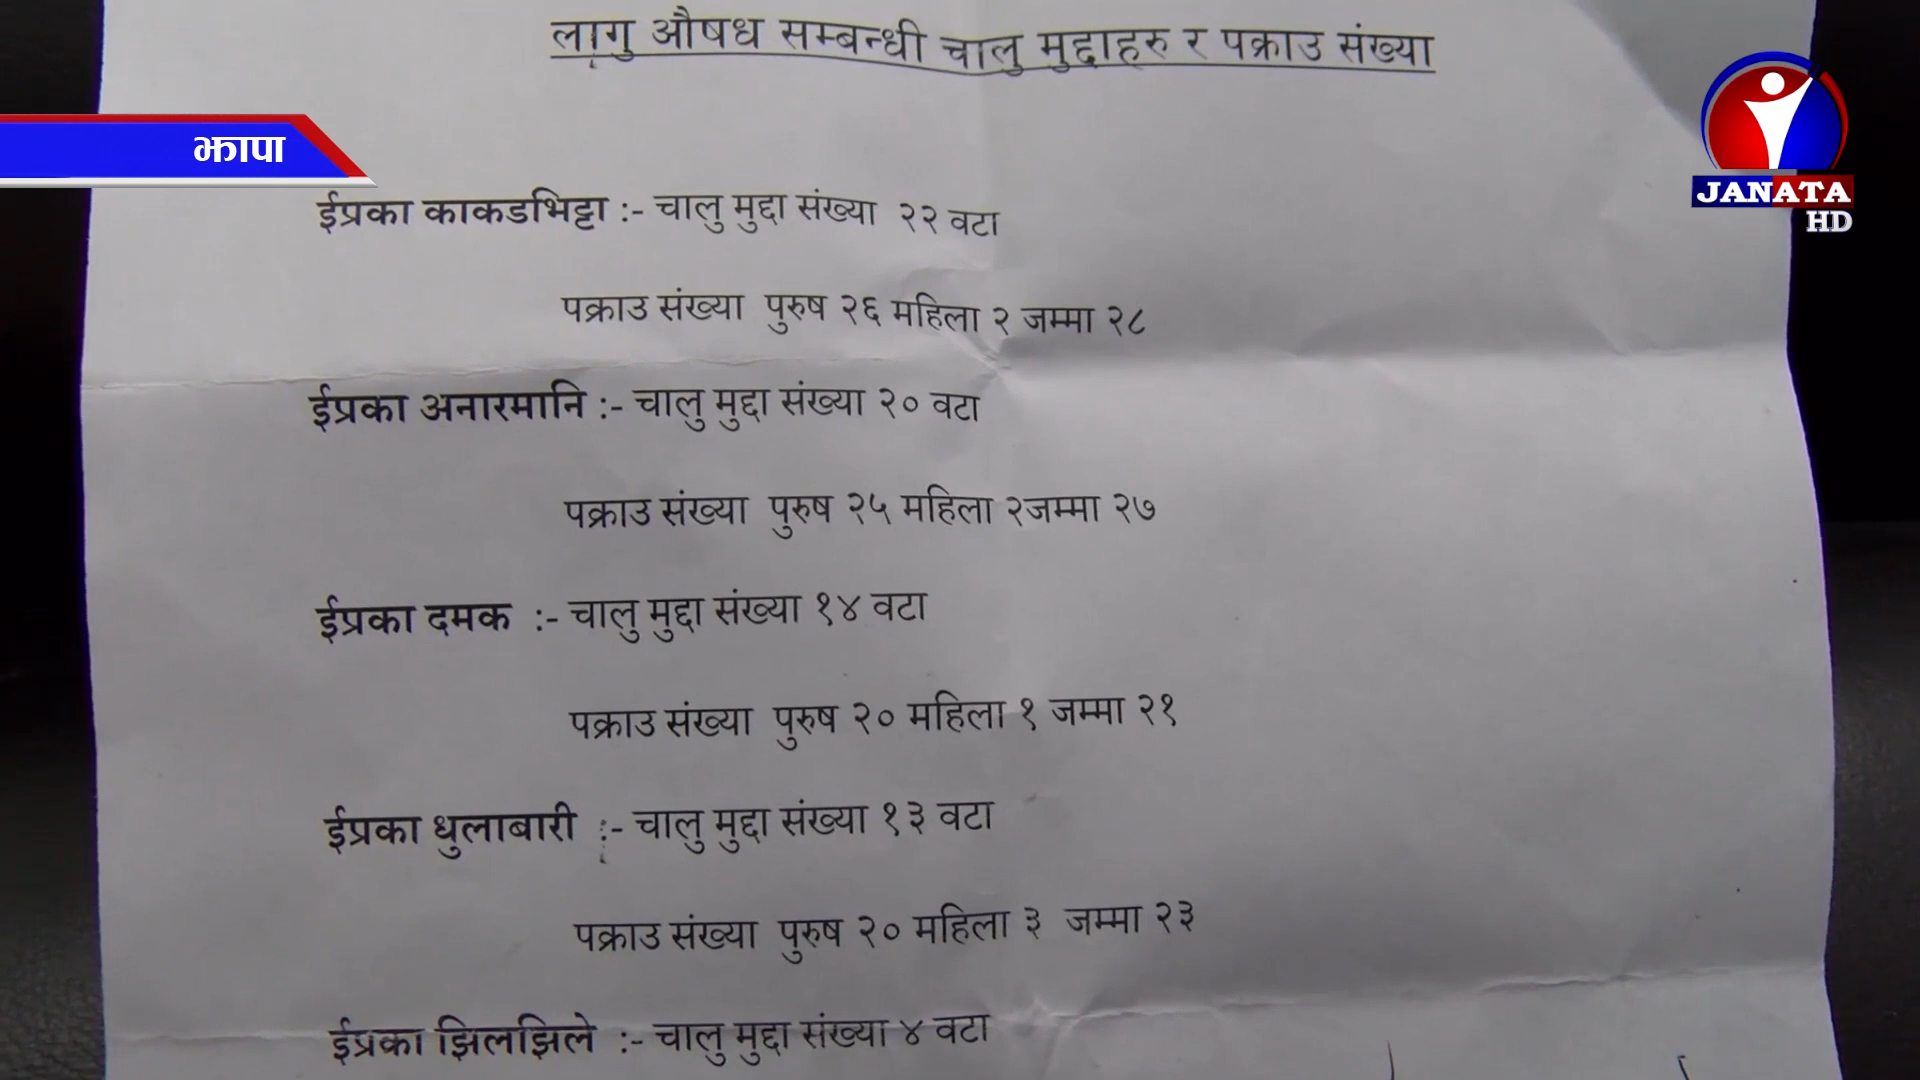 लागु औषध सम्बन्धी चालु मुद्दाहरु र पक्राउ संख्या
झापा
JANATA
HD
ईप्रका काकडभिट्टा :- चालु मुद्दा संख्या २२ वटा
पक्राउ संख्या पुरुष २६ महिला २ जम्मा २८
ईप्रका अनारमानि :- चालु मुद्दा संख्या २० वटा
पक्राउ संख्या पुरुष २५ महिला २जम्मा २७
ईप्रका दमक :- चालु मुद्दा संख्या १४ वटा
पक्राउ संख्या पुरुष २० महिला १ जम्मा २१
ईप्रका धुलाबारी :- चालु मुद्दा संख्या १३ वटा
पक्राउ संख्या पुरुष २० महिला ३ जम्मा २३
ईप्रका झिलझिले :- चालु मुद्दा संख्या ४ वटा